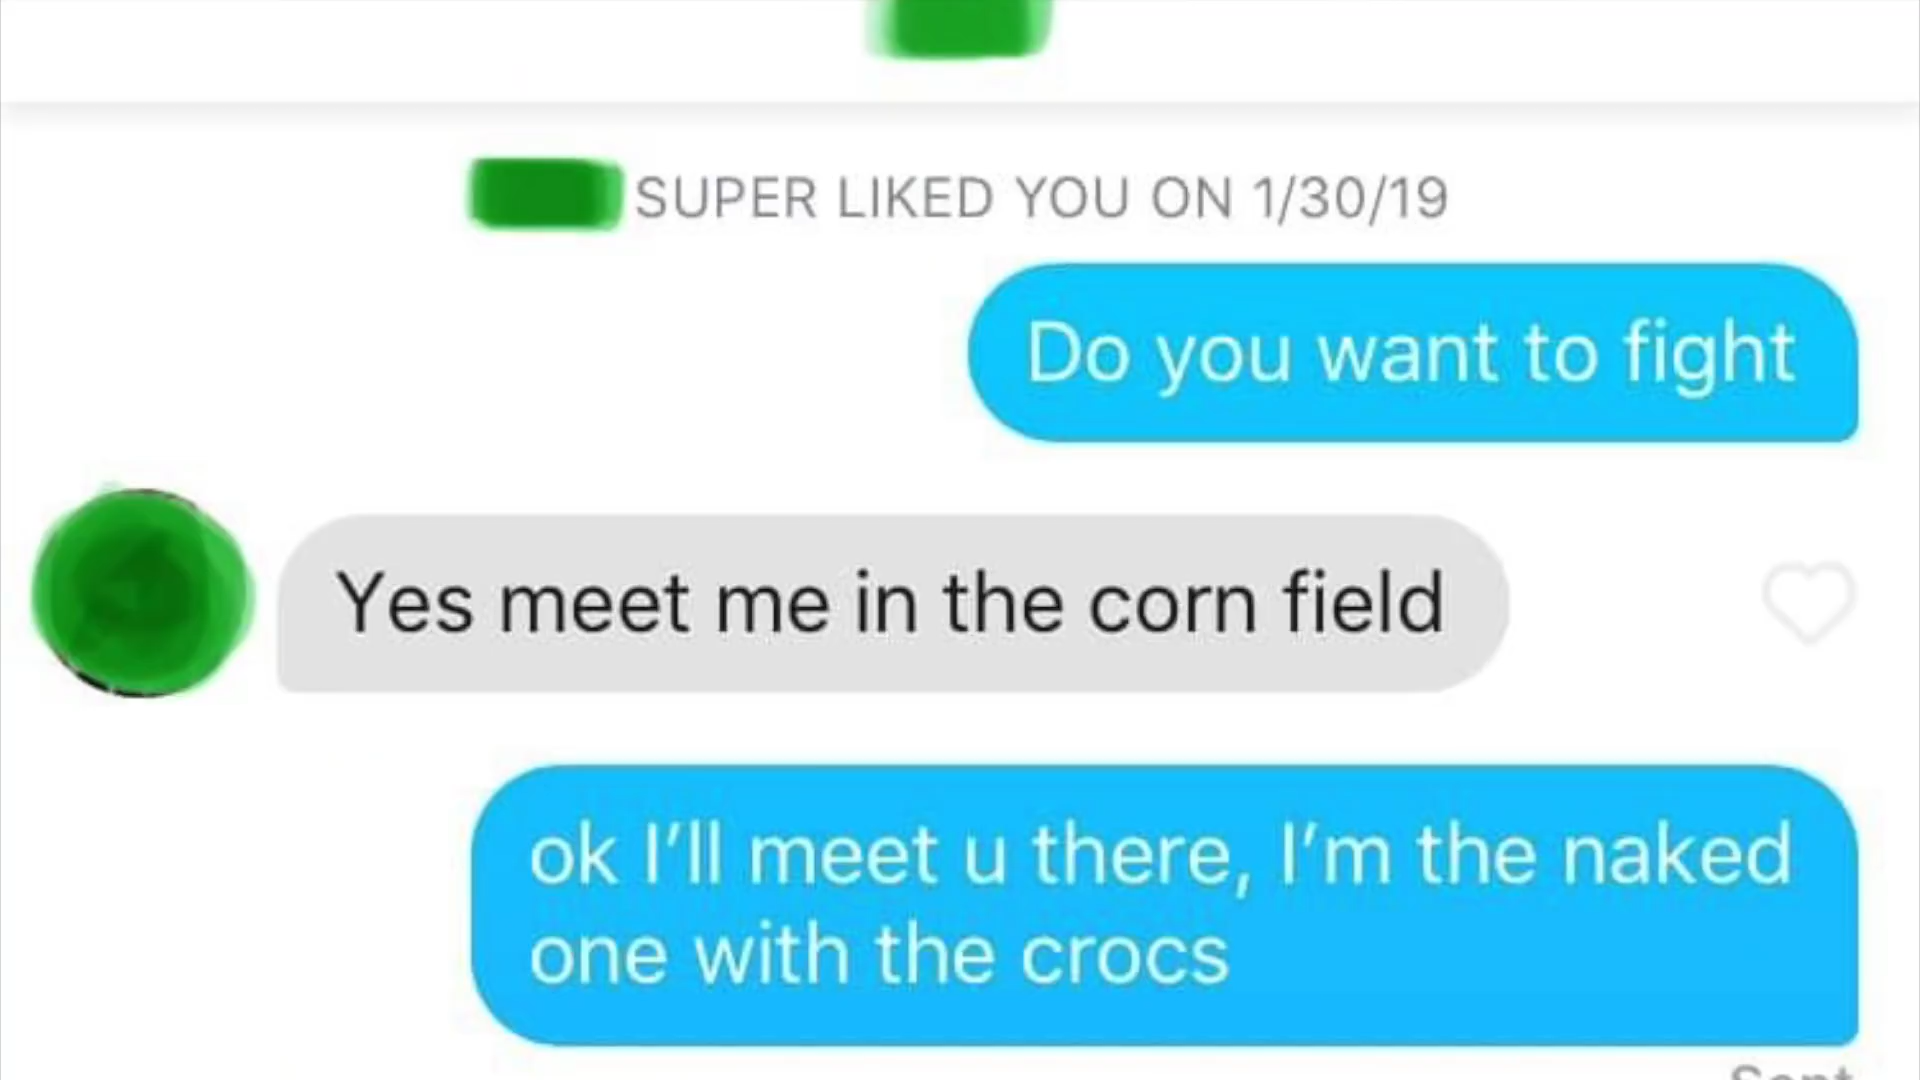 SUPER LIKED YOU ON 1/30/19
Do you want to fight
Yes meet me in the corn field
ok I’ll meet u there, I’m the naked
one with the crocs
Sent